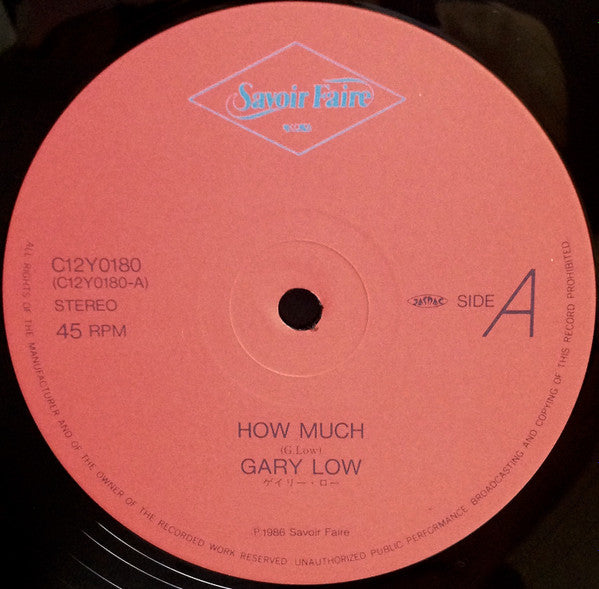 Savoir Faire
C12Y0180
(C12Y0180-A)
STEREO
45 RPM
JASRAC
SIDE A
HOW MUCH
(G.Low)
GARY LOW
ゲイリー・ロー
℗1986 Savoir Faire
ALL RIGHTS OF THE MANUFACTURER AND OF THE OWNER OF THE RECORDED WORK RESERVED. UNAUTHORIZED PUBLIC PERFORMANCE BROADCASTING AND COPYING OF THIS RECORD PROHIBITED.